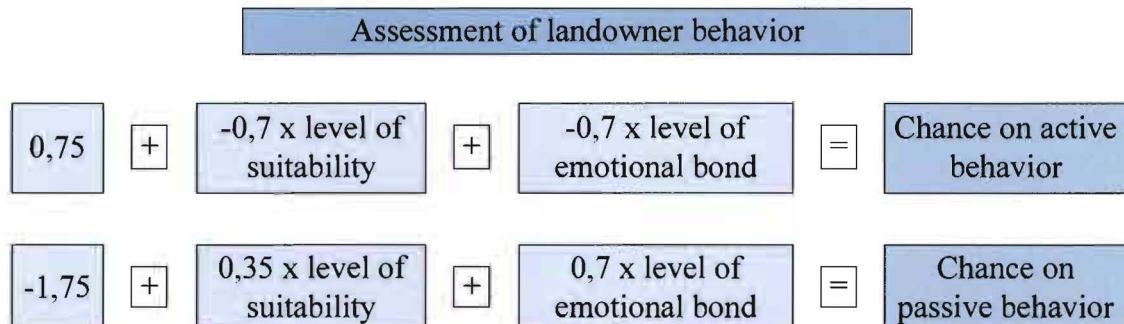 Assessment of landowner behavior
0,75 + -0,7 x level of suitability + -0,7 x level of emotional bond = Chance on active behavior
-1,75 + 0,35 x level of suitability + 0,7 x level of emotional bond = Chance on passive behavior